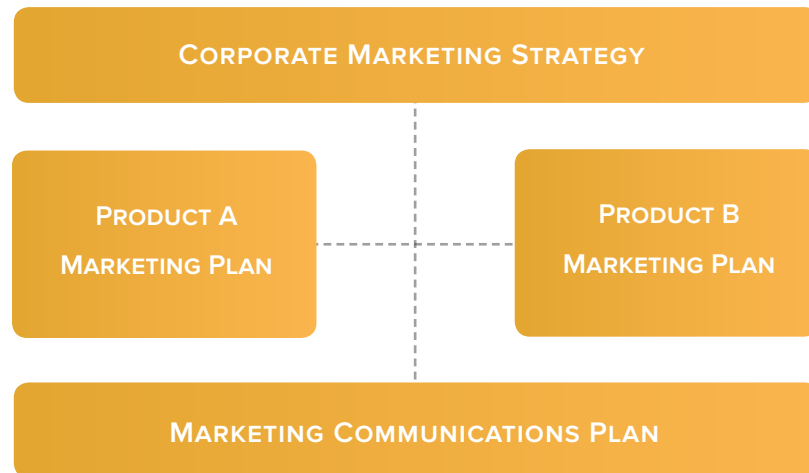 Corporate Marketing Strategy
Product A
Marketing Plan
Product B
Marketing Plan
Marketing Communications Plan